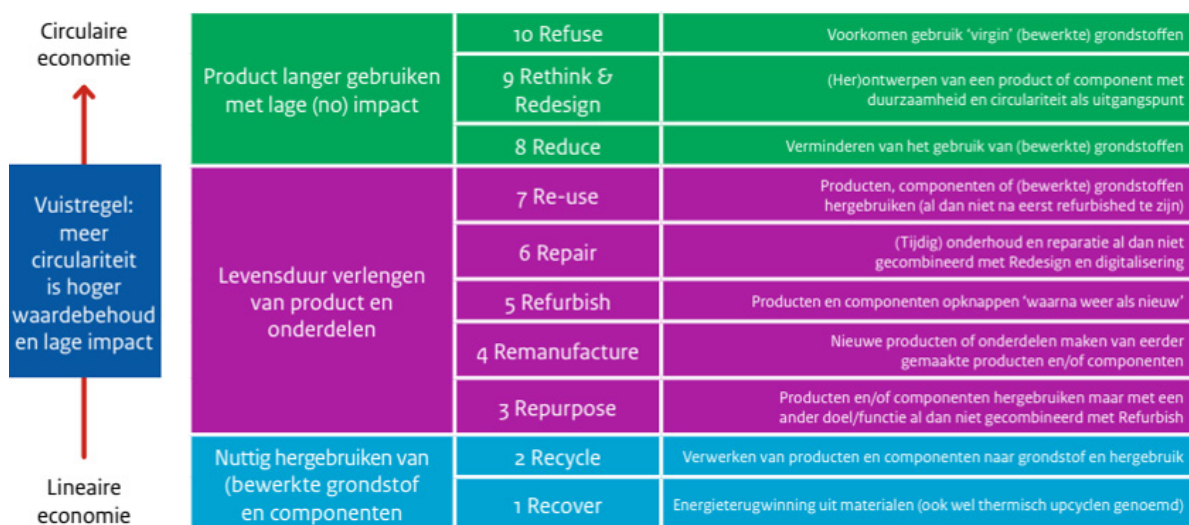 Circulaire
economie
Vuistregel:
meer
circulariteit
is hoger
waardebehoud
en lage impact
Lineaire
economie
Product langer gebruiken
met lage (no) impact
10 Refuse
Voorkomen gebruik ‘virgin’ (bewerkte) grondstoffen
9 Rethink &
Redesign
(Her)ontwerpen van een product of component met
duurzaamheid en circulariteit als uitgangspunt
8 Reduce
Verminderen van het gebruik van (bewerkte) grondstoffen
Levensduur verlengen
van product en
onderdelen
7 Re-use
Producten, componenten of (bewerkte) grondstoffen
hergebruiken (al dan niet na eerst refurbished te zijn)
6 Repair
(Tijdig) onderhoud en reparatie al dan niet
gecombineerd met Redesign en digitalisering
5 Refurbish
Producten en componenten opknappen ‘waarna weer als nieuw’
4 Remanufacture
Nieuwe producten of onderdelen maken van eerder
gemaakte producten en/of componenten
3 Repurpose
Producten en/of componenten hergebruiken maar met een
ander doel/functie al dan niet gecombineerd met Refurbish
Nuttig hergebruiken van
(bewerkte grondstof
en componenten
2 Recycle
Verwerken van producten en componenten naar grondstof en hergebruik
1 Recover
Energieterugwinning uit materialen (ook wel thermisch upcyclen genoemd)